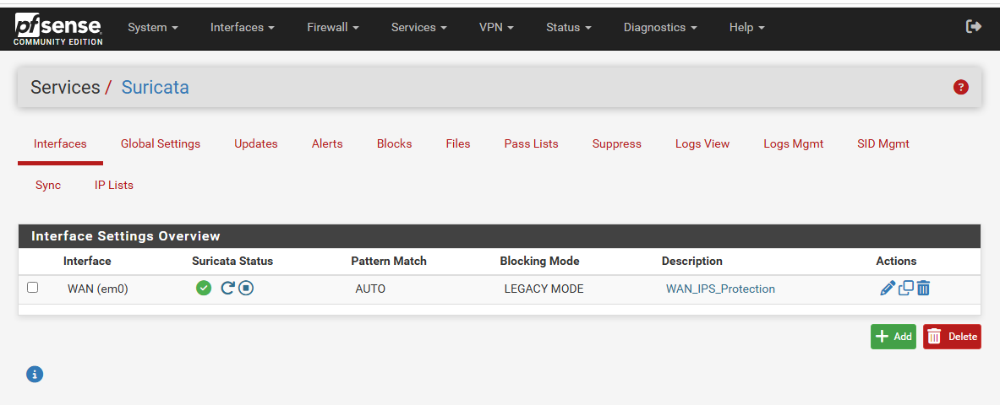 pfsense
COMMUNITY EDITION
System Interfaces Firewall Services VPN Status Diagnostics Help
Services / Suricata
Interfaces Global Settings Updates Alerts Blocks Files Pass Lists Suppress Logs View Logs Mgmt SID Mgmt
Sync IP Lists
Interface Settings Overview
Interface Suricata Status Pattern Match Blocking Mode Description Actions
WAN (em0) AUTO LEGACY MODE WAN_IPS_Protection
Add Delete